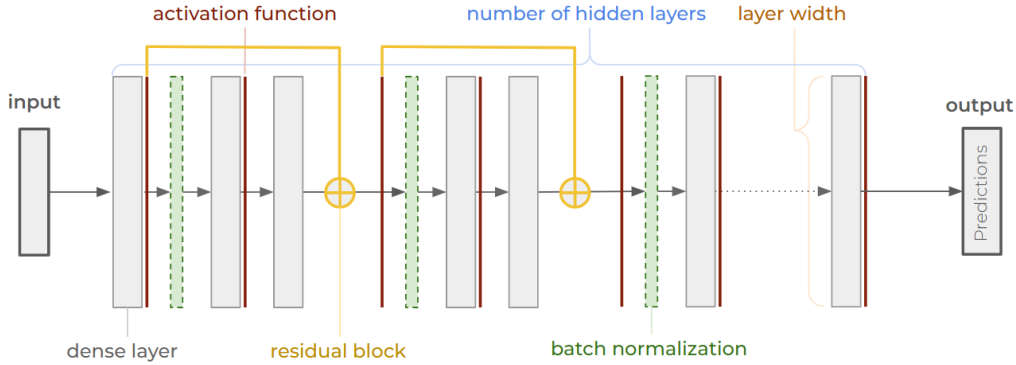 activation function
number of hidden layers
layer width
input
output
Predictions
dense layer
residual block
batch normalization